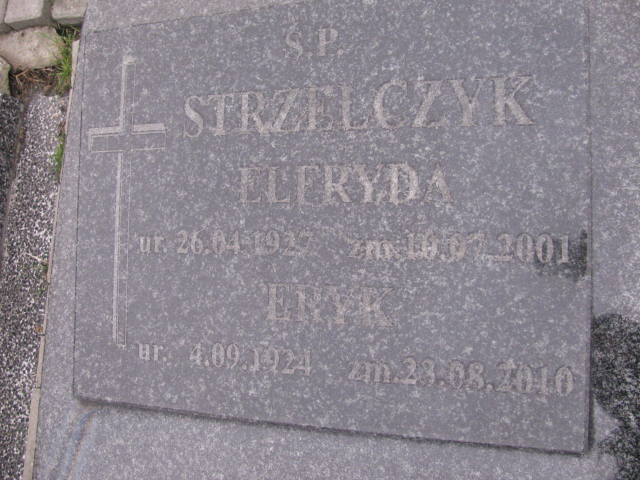 Ś.P.
STRZELCZYK
ELFRYDA
ur. 26.04.1927 zm.10.07.2001
ERYK
ur. 4.09.1924 zm.23.08.2010